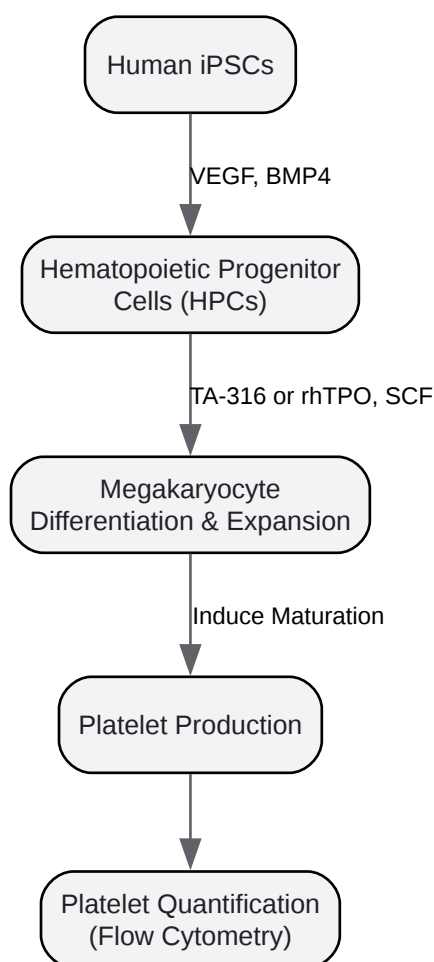 Human iPSCs
VEGF, BMP4
Hematopoietic Progenitor
Cells (HPCs)
TA-316 or rhTPO, SCF
Megakaryocyte
Differentiation & Expansion
Induce Maturation
Platelet Production
Platelet Quantification
(Flow Cytometry)